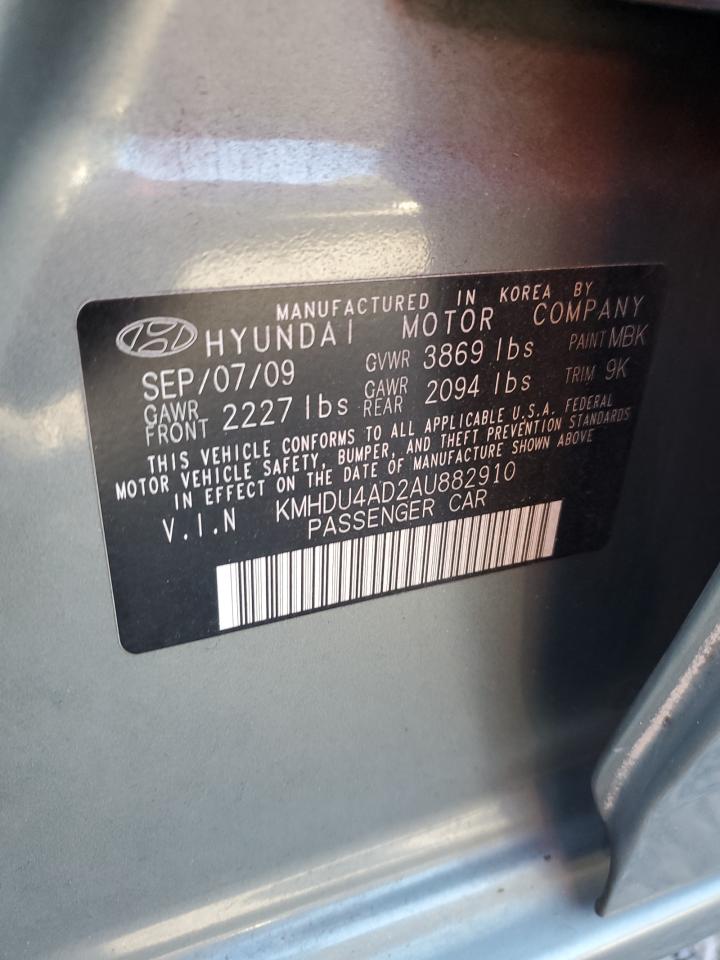 MANUFACTURED IN KOREA BY
HYUNDAI MOTOR COMPANY
SEP/07/09 GVWR 3869 lbs PAINT MBK
GAWR FRONT 2227 lbs GAWR REAR 2094 lbs TRIM 9K
THIS VEHICLE CONFORMS TO ALL APPLICABLE U.S.A. FEDERAL
MOTOR VEHICLE SAFETY, BUMPER, AND THEFT PREVENTION STANDARDS
IN EFFECT ON THE DATE OF MANUFACTURE SHOWN ABOVE
V.I.N KMHDU4AD2AU882910
PASSENGER CAR